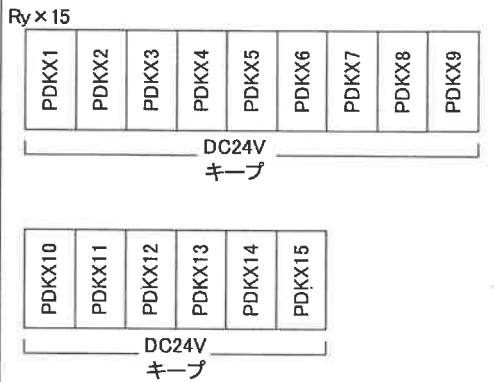 Ry×15
PDKX1 PDKX2 PDKX3 PDKX4 PDKX5 PDKX6 PDKX7 PDKX8 PDKX9
DC24V
キープ
PDKX10 PDKX11 PDKX12 PDKX13 PDKX14 PDKX15
DC24V
キープ